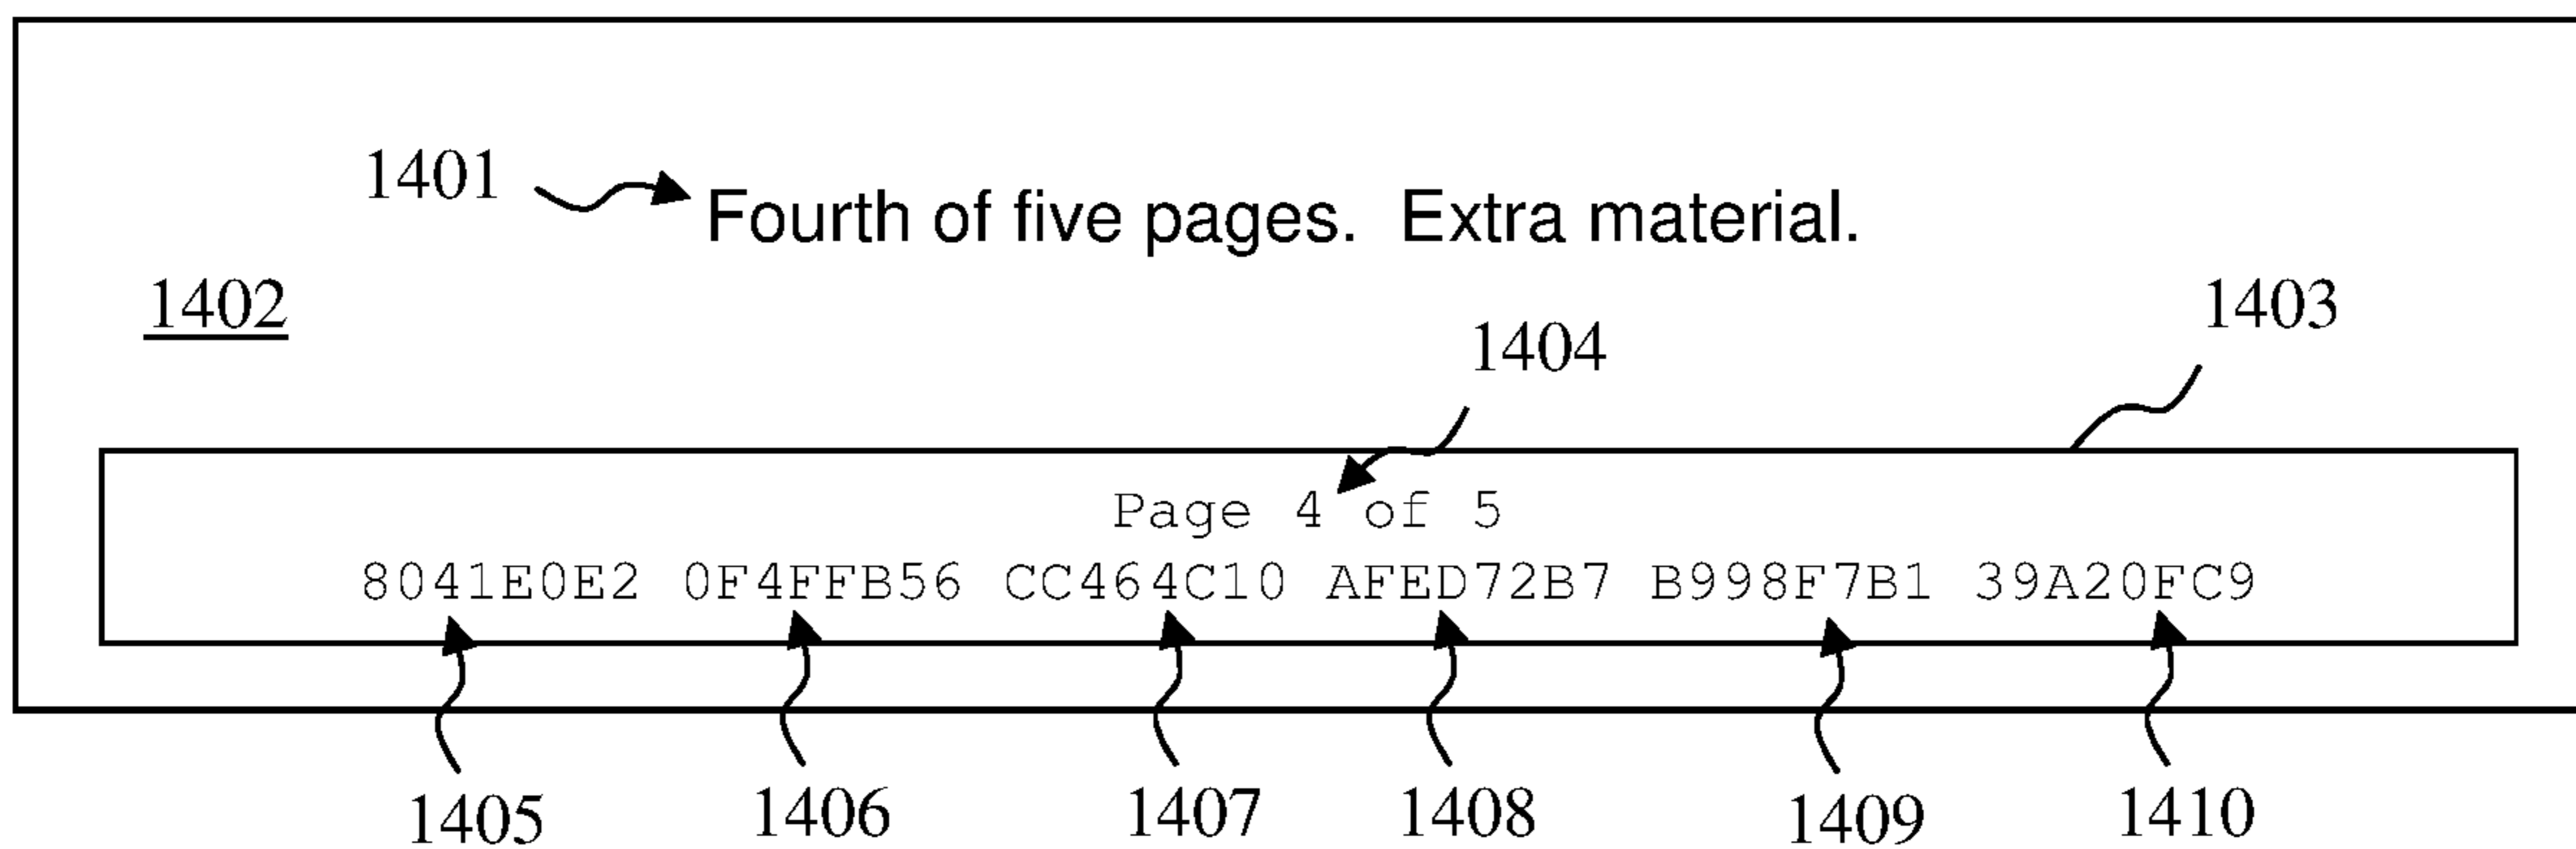 1401 Fourth of five pages. Extra material.
1402
1403
1404
Page 4 of 5
8041E0E2 0F4FFB56 CC464C10 AFED72B7 B998F7B1 39A20FC9
1405 1406 1407 1408 1409 1410